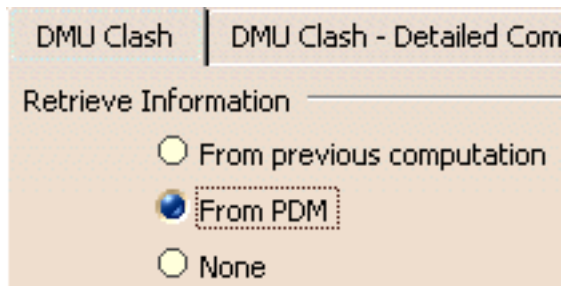 DMU Clash
DMU Clash - Detailed Com
Retrieve Information
From previous computation
From PDM
None